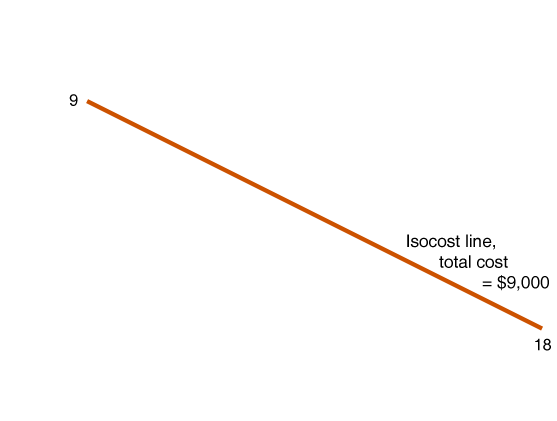 9
Isocost line,
total cost
= $9,000
18